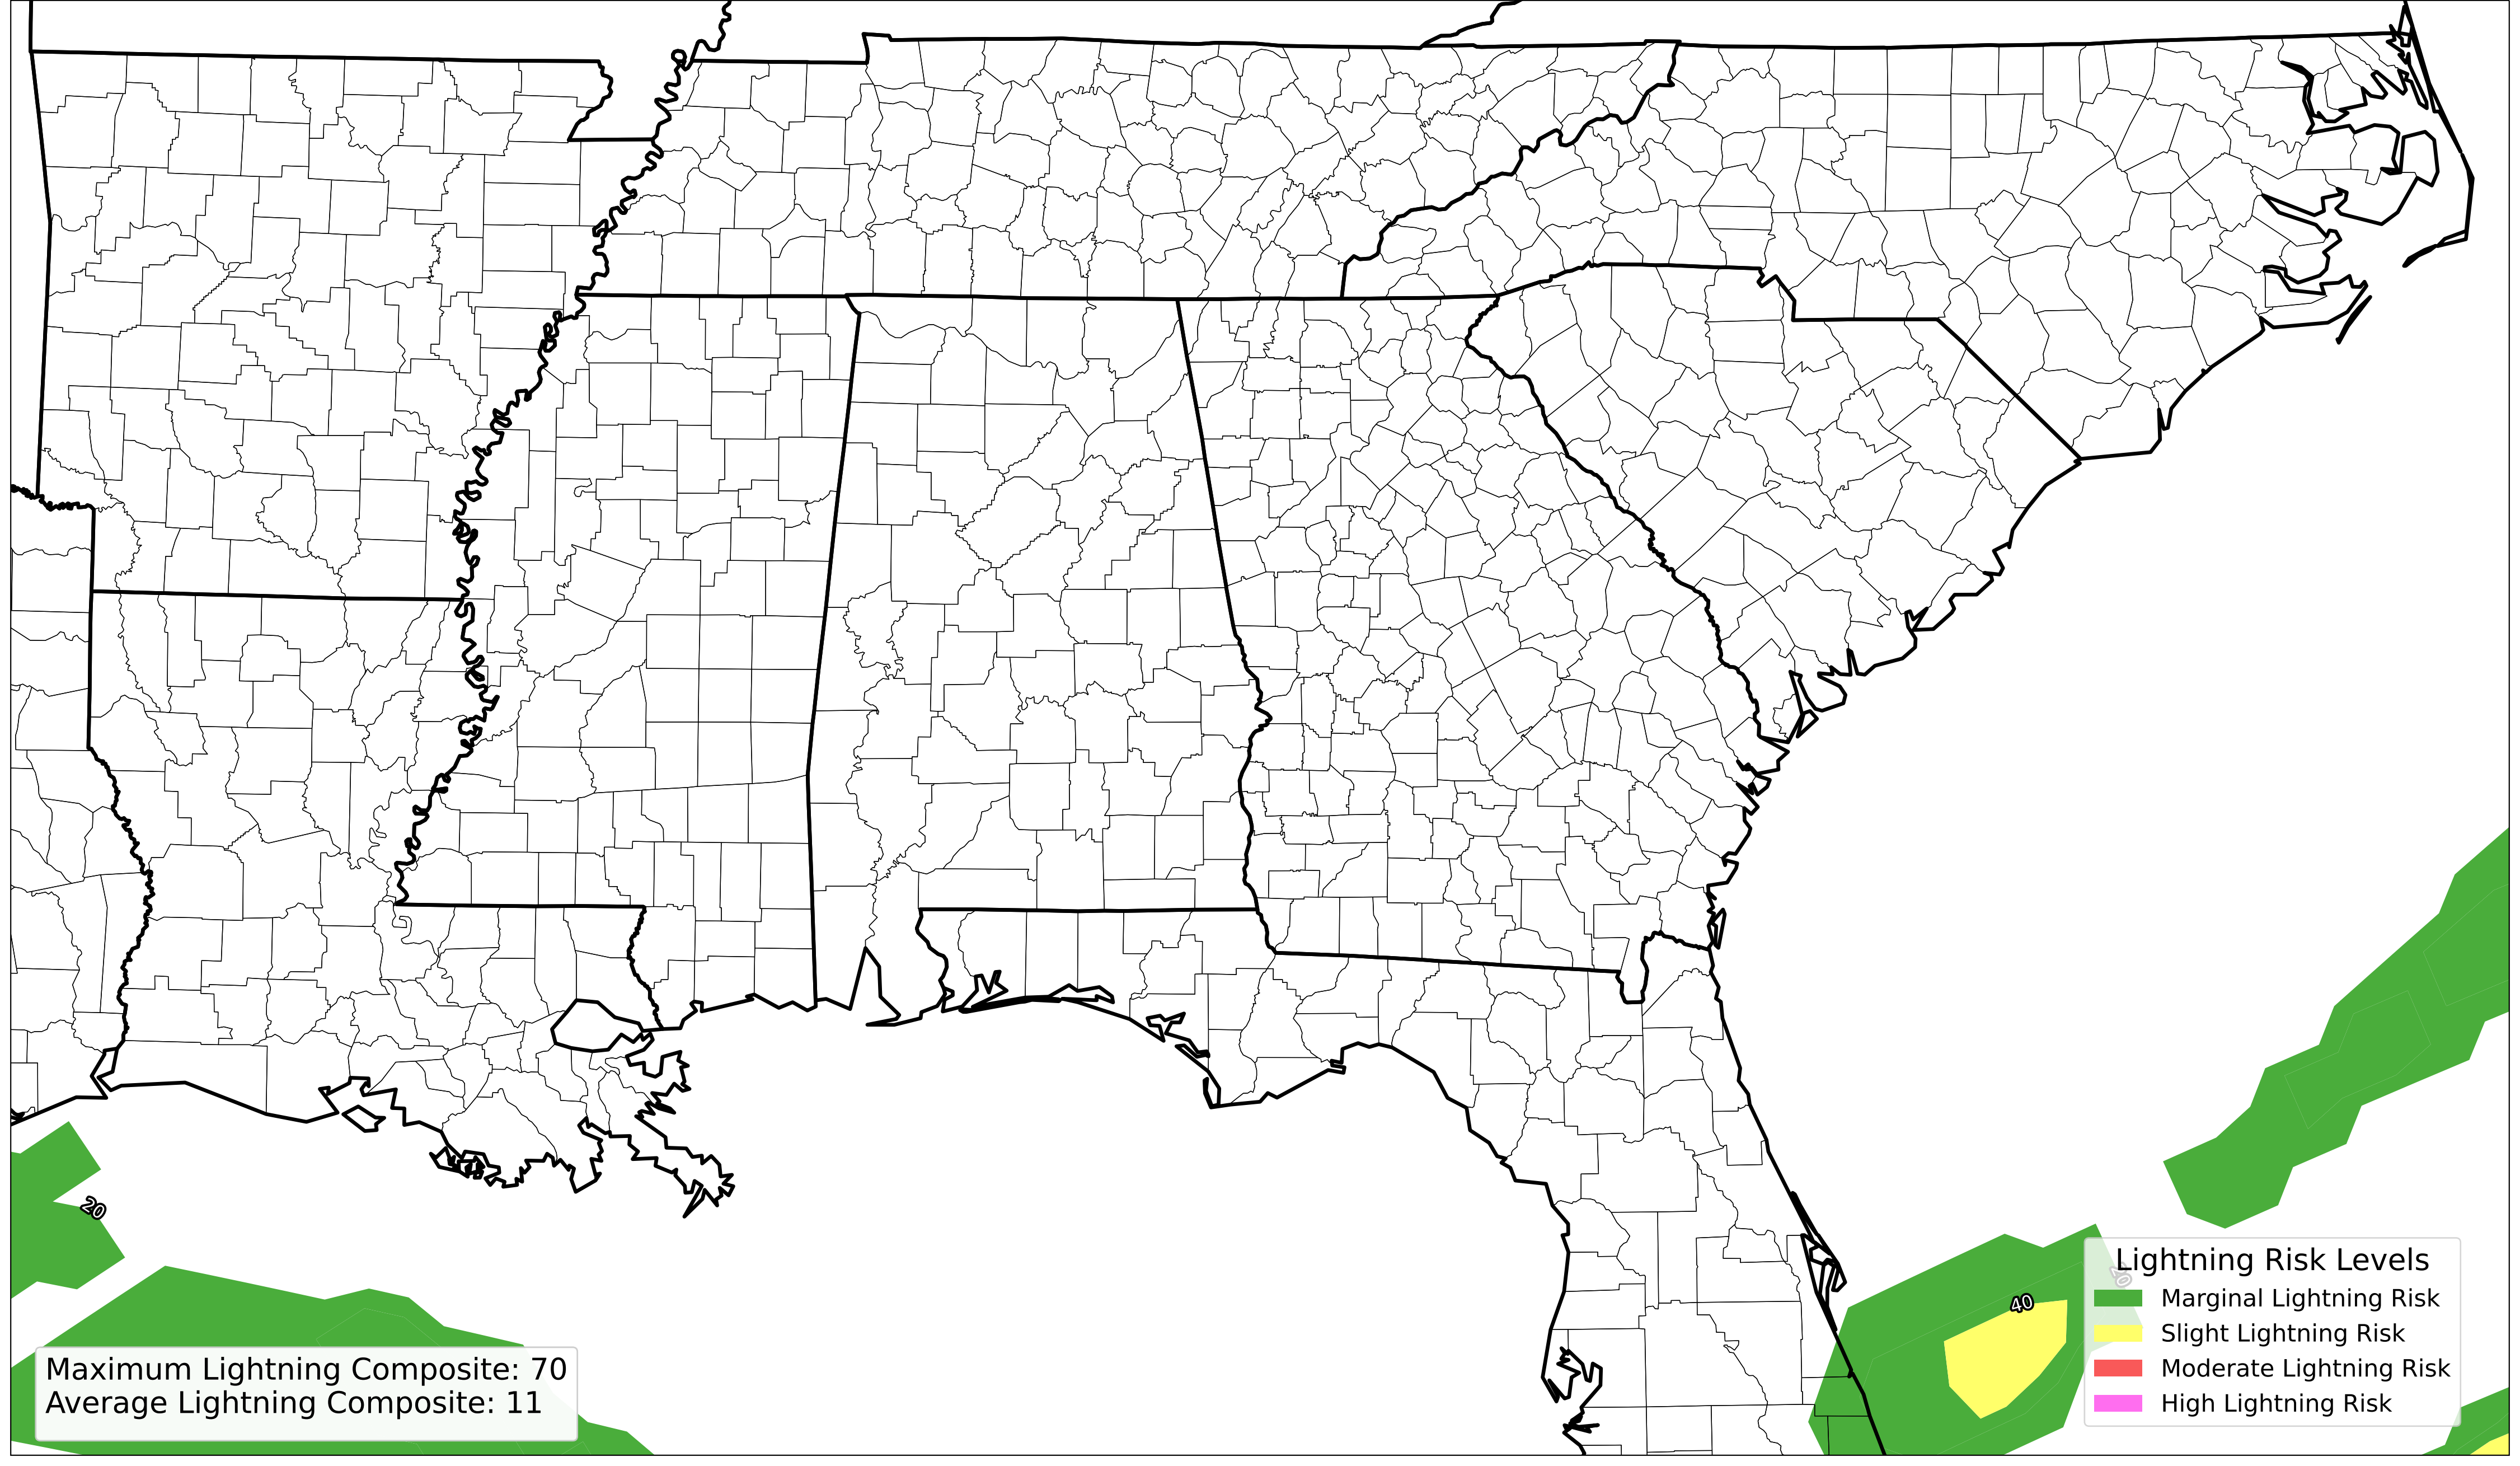 20
40
20
Lightning Risk Levels
Marginal Lightning Risk
Slight Lightning Risk
Moderate Lightning Risk
High Lightning Risk
Maximum Lightning Composite: 70
Average Lightning Composite: 11